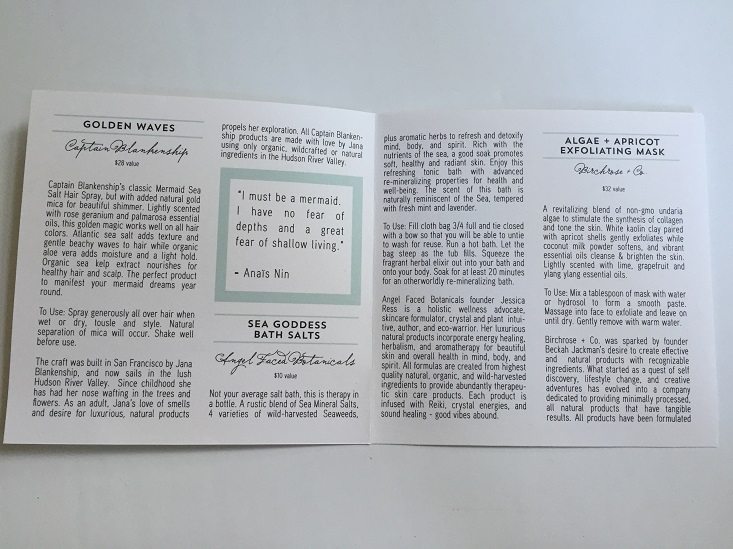 GOLDEN WAVES
Captain Blankenship
$28 value
Captain Blankenship's classic Mermaid Sea
Salt Hair Spray, but with added natural gold
mica for beautiful shimmer. Lightly scented
with rose geranium and palmarosa essential
oils, this golden magic works well on all hair
colors. Atlantic sea salt adds texture and
gentle beachy waves to hair while organic
aloe vera adds moisture and a light hold.
Organic sea kelp extract nourishes for
healthy hair and scalp. The perfect product
to manifest your mermaid dreams year
round.
To Use: Spray generously all over hair when
wet or dry, tousle and style. Natural
separation of mica will occur. Shake well
before use.
The craft was built in San Francisco by Jana
Blankenship, and now sails in the lush
Hudson River Valley. Since childhood she
has had her nose wafting in the trees and
flowers. As an adult, Jana's love of smells
and desire for luxurious, natural products
propels her exploration. All Captain Blanken-
ship products are made with love by Jana
using only organic, wildcrafted or natural
ingredients in the Hudson River Valley.
"I must be a mermaid.
I have no fear of
depths and a great
fear of shallow living."
- Anaïs Nin
SEA GODDESS
BATH SALTS
Angel Faced Botanicals
$10 value
Not your average salt bath, this is therapy in
a bottle. A rustic blend of Sea Mineral Salts,
4 varieties of wild-harvested Seaweeds,
plus aromatic herbs to refresh and detoxify
mind, body, and spirit. Rich with the
nutrients of the sea, a good soak promotes
soft, healthy and radiant skin. Enjoy this
refreshing tonic bath with advanced
re-mineralizing properties for health and
well-being. The scent of this bath is
naturally reminiscent of the Sea, tempered
with fresh mint and lavender.
To Use: Fill cloth bag 3/4 full and tie closed
with a bow so that you will be able to untie
to wash for reuse. Run a hot bath. Let the
bag steep as the tub fills. Squeeze the
fragrant herbal elixir out into your bath and
onto your body. Soak for at least 20 minutes
for an otherworldly re-mineralizing bath.
Angel Faced Botanicals founder Jessica
Ress is a holistic wellness advocate,
skincare formulator, crystal and plant intui-
tive, author, and eco-warrior. Her luxurious
natural products incorporate energy healing,
herbalism, and aromatherapy for beautiful
skin and overall health in mind, body, and
spirit. All formulas are created from highest
quality natural, organic, and wild-harvested
ingredients to provide abundantly therapeu-
tic skin care products. Each product is
infused with Reiki, crystal energies, and
sound healing - good vibes abound.
ALGAE + APRICOT
EXFOLIATING MASK
Birchrose + Co.
$32 value
A revitalizing blend of non-gmo undaria
algae to stimulate the synthesis of collagen
and tone the skin. White kaolin clay paired
with apricot shells gently exfoliates while
coconut milk powder softens, and vibrant
essential oils cleanse & brighten the skin.
Lightly scented with lime, grapefruit and
ylang ylang essential oils.
To Use: Mix a tablespoon of mask with water
or hydrosol to form a smooth paste.
Massage into face to exfoliate and leave on
until dry. Gently remove with warm water.
Birchrose + Co. was sparked by founder
Beckah Jackman's desire to create effective
and natural products with recognizable
ingredients. What started as a quest of self
discovery, lifestyle change, and creative
adventures has evolved into a company
dedicated to providing minimally processed,
all natural products that have tangible
results. All products have been formulated